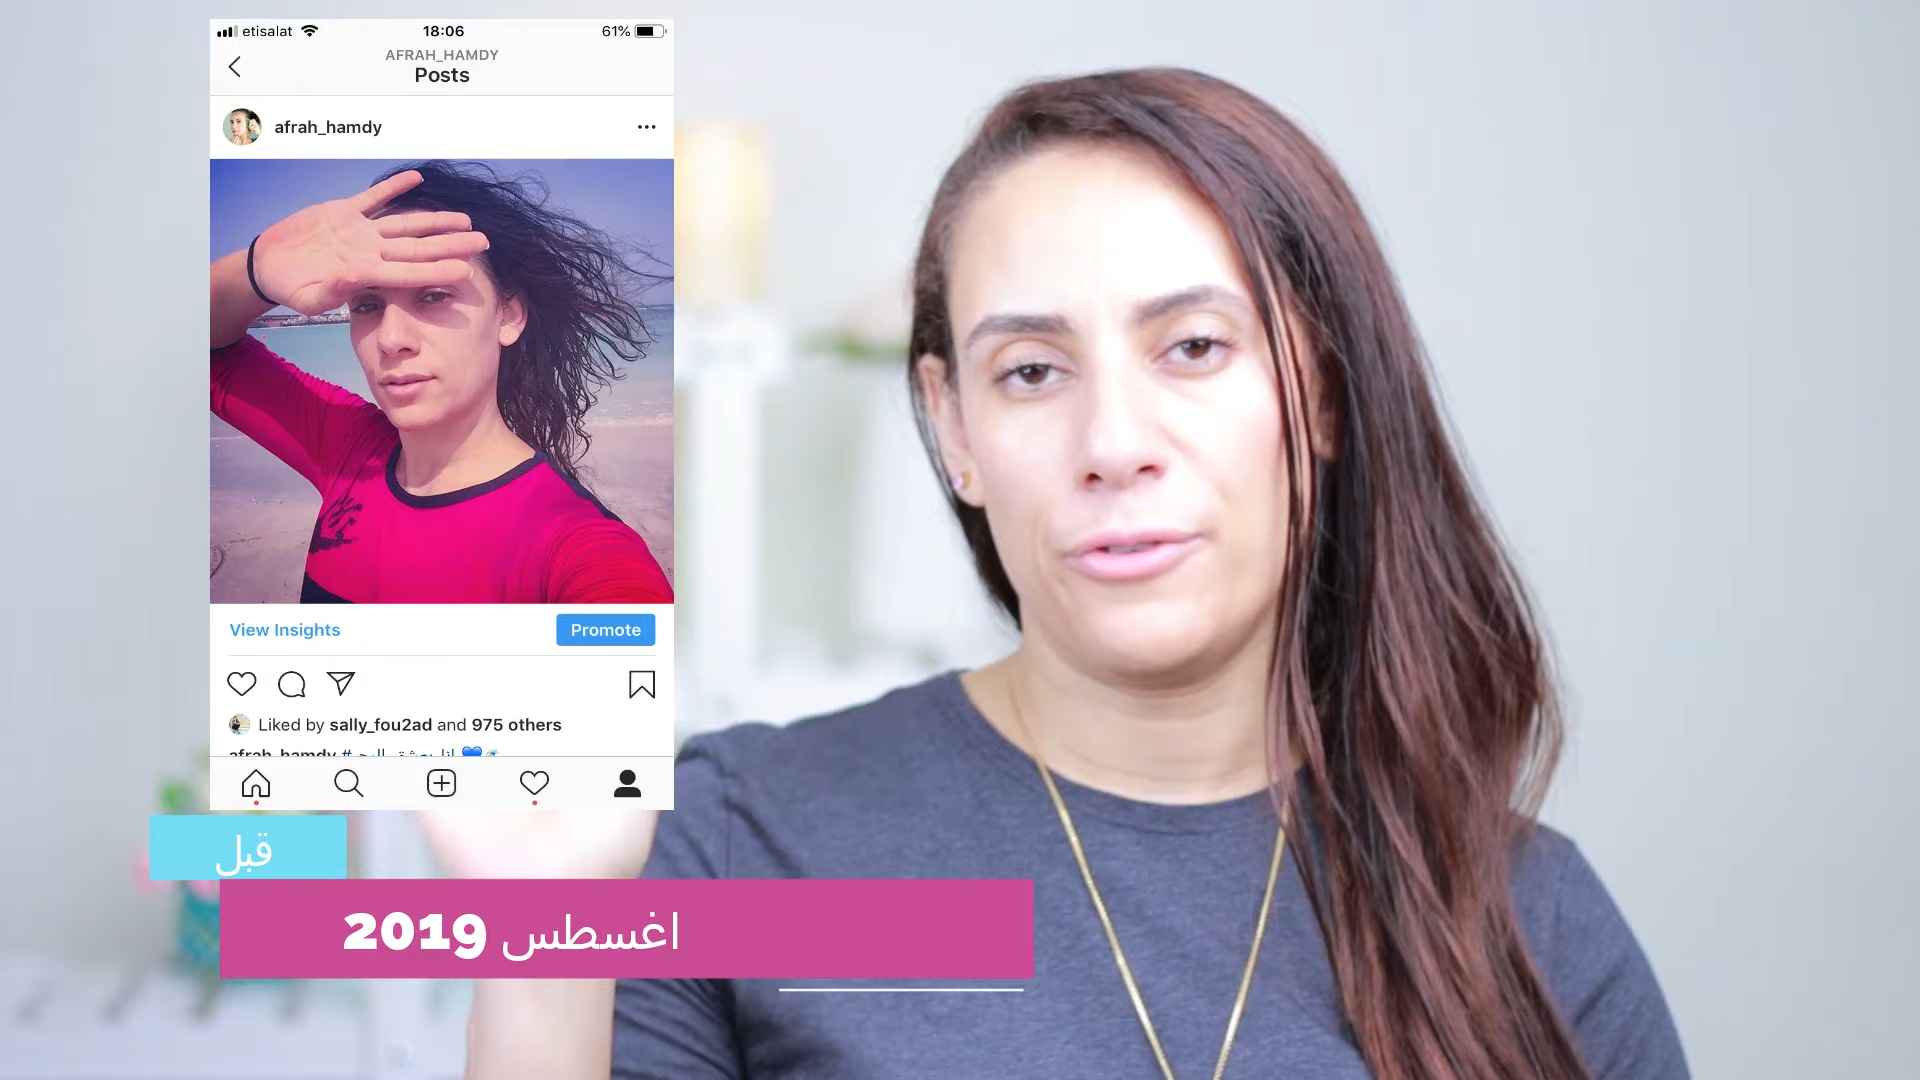 etisalat
18:06
61%
AFRAH_HAMDY
Posts
afrah_hamdy
View Insights
Promote
Liked by sally_fou2ad and 975 others
afrah_hamdy
قبل
اغسطس 2019